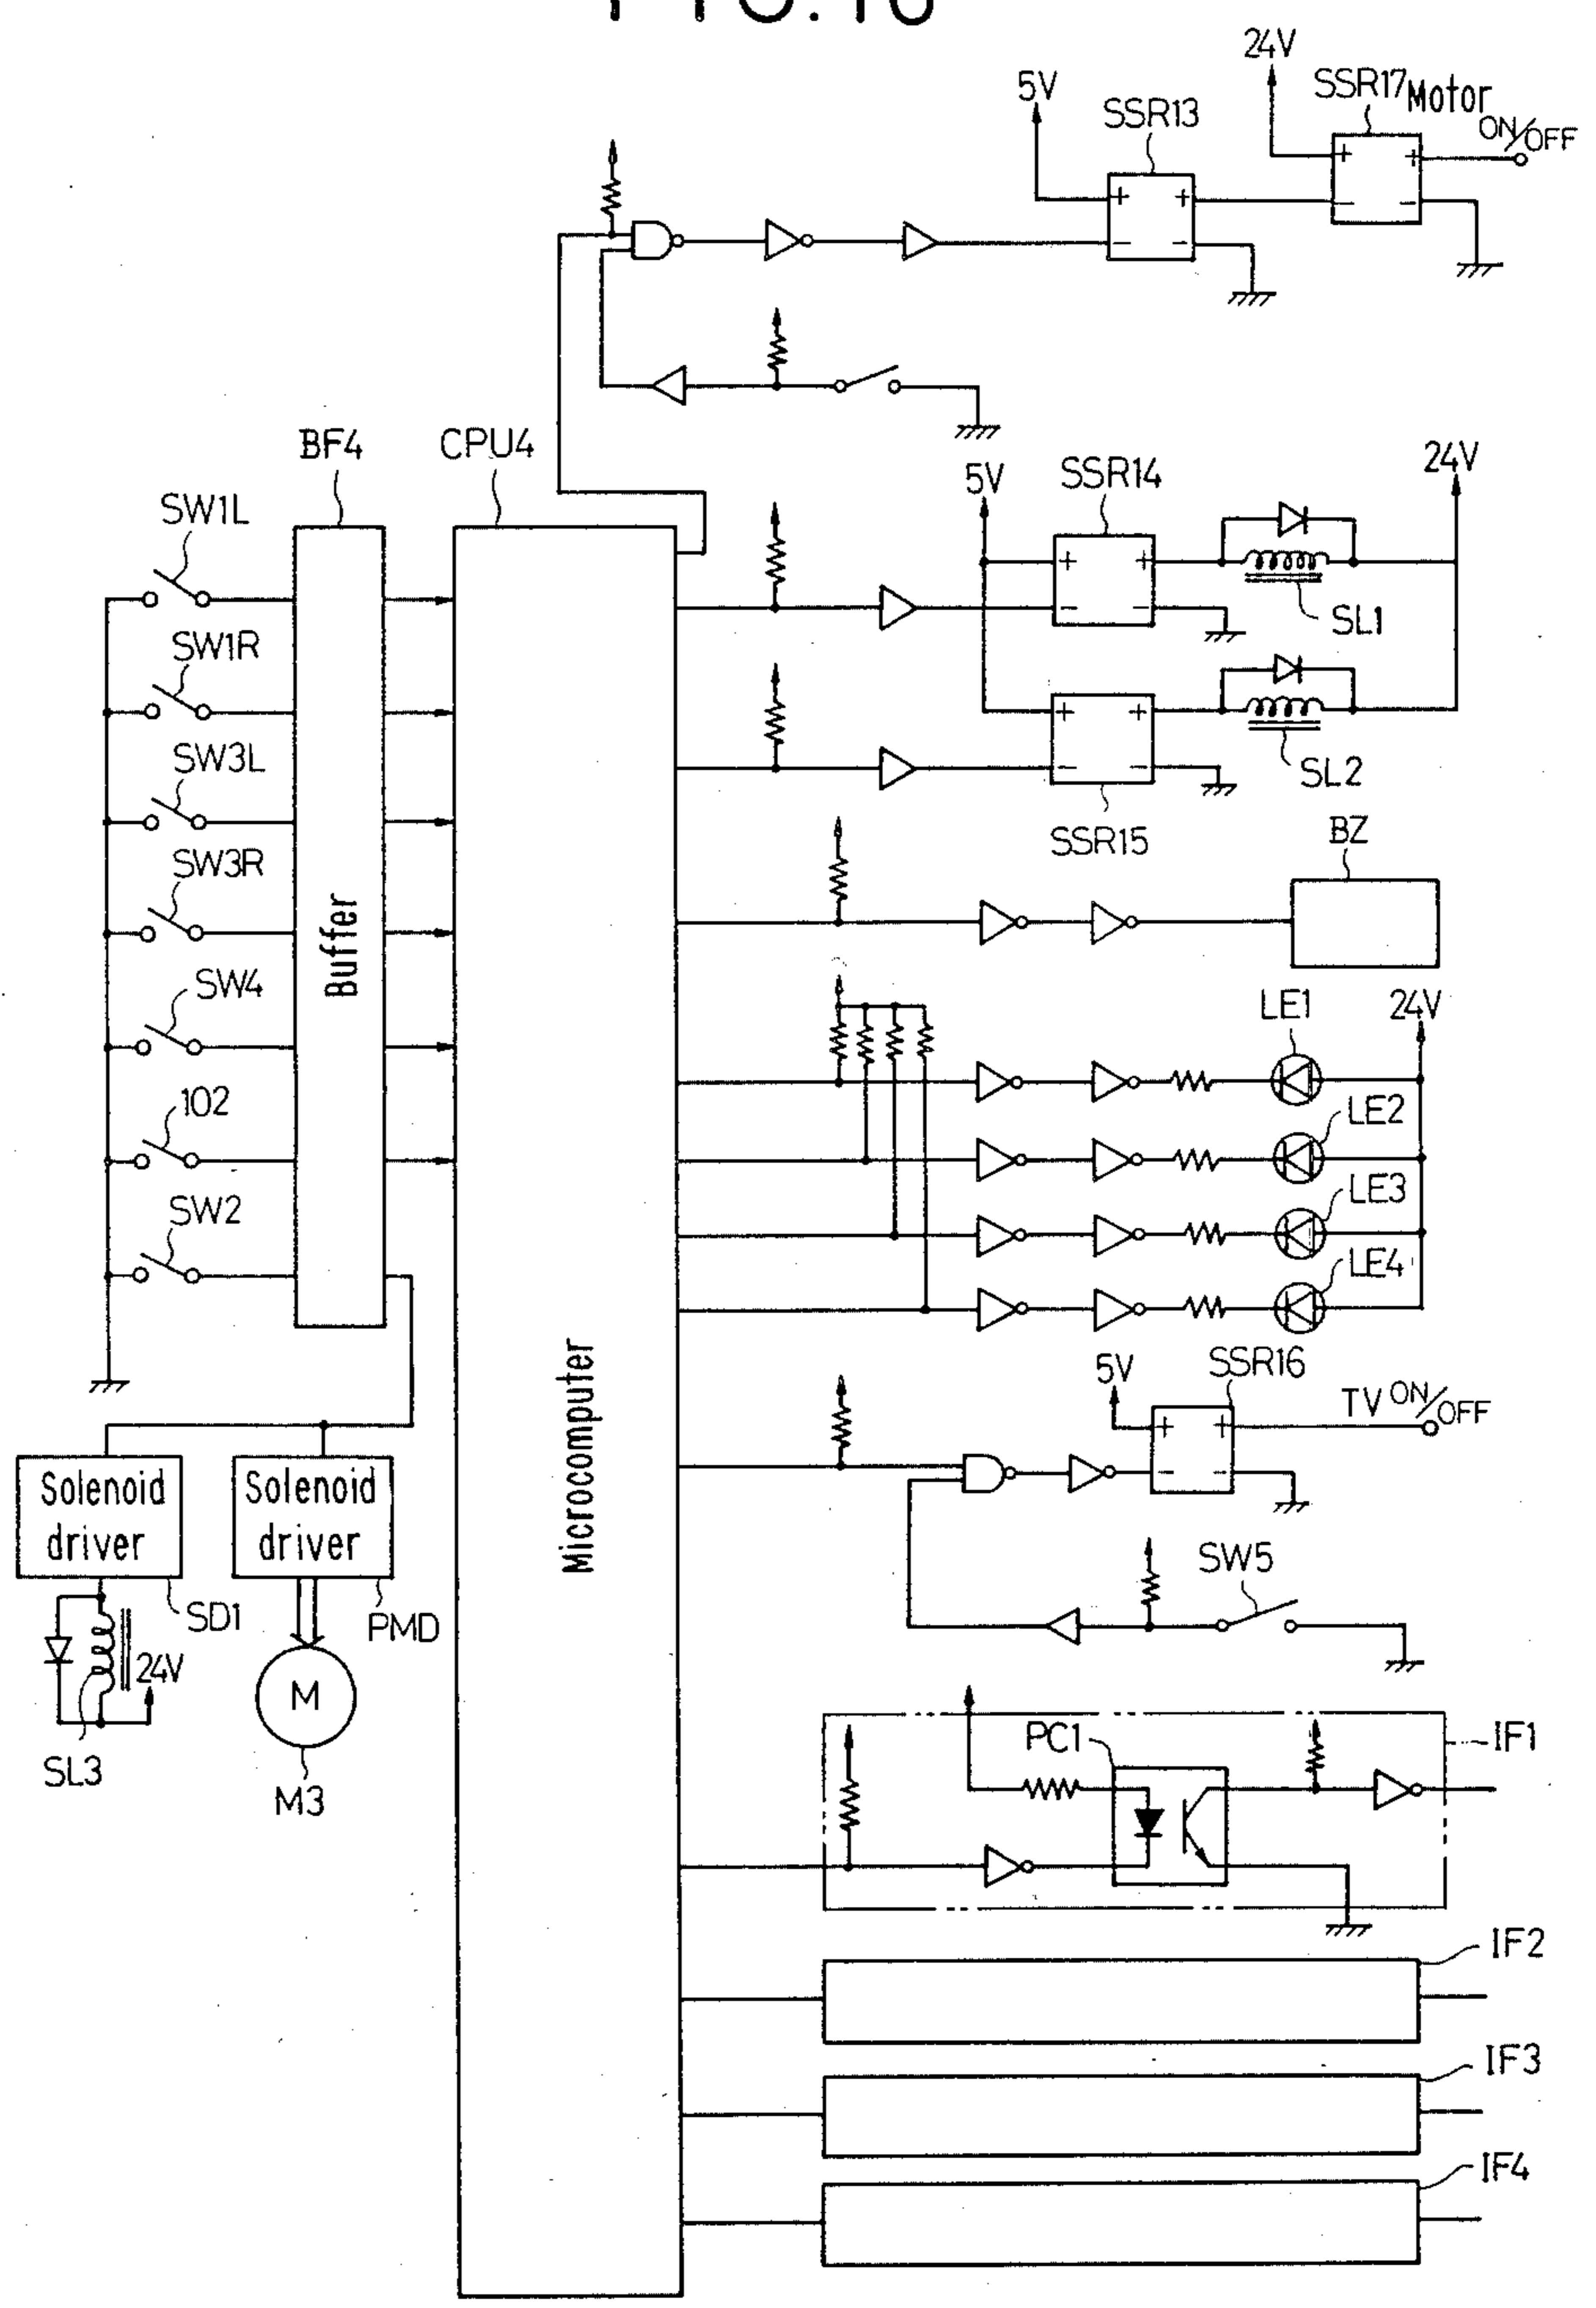 24V
5V
SSR13
SSR17
Motor
ON/OFF
BF4
CPU4
5V
SSR14
24V
SW1L
SW1R
SL1
SW3L
SL2
SW3R
SSR15
BZ
Buffer
SW4
LE1
24V
102
LE2
SW2
LE3
LE4
Microcomputer
5V
SSR16
TV ON/OFF
Solenoid
driver
Solenoid
driver
SW5
SD1
PMD
24V
M
PC1
IF1
SL3
M3
IF2
IF3
IF4